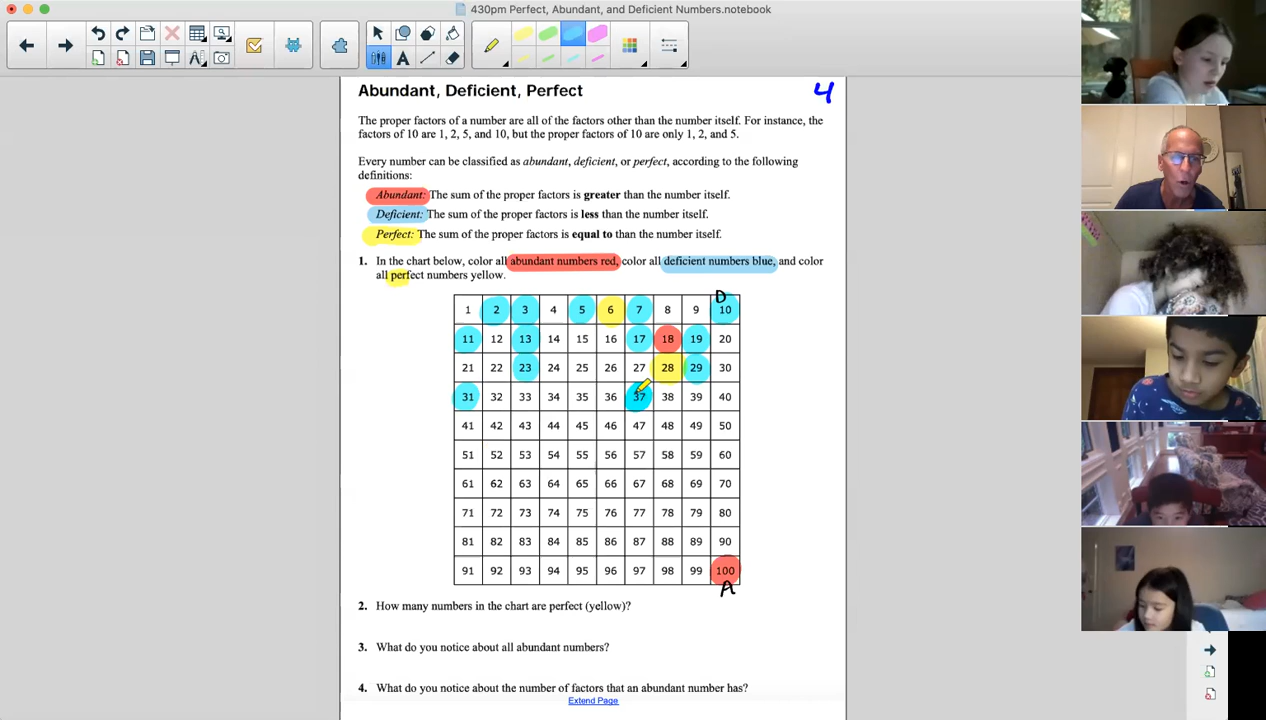 430pm Perfect, Abundant, and Deficient Numbers.notebook
Abundant, Deficient, Perfect
4
The proper factors of a number are all of the factors other than the number itself. For instance, the
factors of 10 are 1, 2, 5, and 10, but the proper factors of 10 are only 1, 2, and 5.
Every number can be classified as abundant, deficient, or perfect, according to the following
definitions:
Abundant: The sum of the proper factors is greater than the number itself.
Deficient: The sum of the proper factors is less than the number itself.
Perfect: The sum of the proper factors is equal to than the number itself.
1. In the chart below, color all abundant numbers red, color all deficient numbers blue, and color
all perfect numbers yellow.
D
1 2 3 4 5 6 7 8 9 10
11 12 13 14 15 16 17 18 19 20
21 22 23 24 25 26 27 28 29 30
31 32 33 34 35 36 37 38 39 40
41 42 43 44 45 46 47 48 49 50
51 52 53 54 55 56 57 58 59 60
61 62 63 64 65 66 67 68 69 70
71 72 73 74 75 76 77 78 79 80
81 82 83 84 85 86 87 88 89 90
91 92 93 94 95 96 97 98 99 100
A
2. How many numbers in the chart are perfect (yellow)?
3. What do you notice about all abundant numbers?
4. What do you notice about the number of factors that an abundant number has?
Extend Page